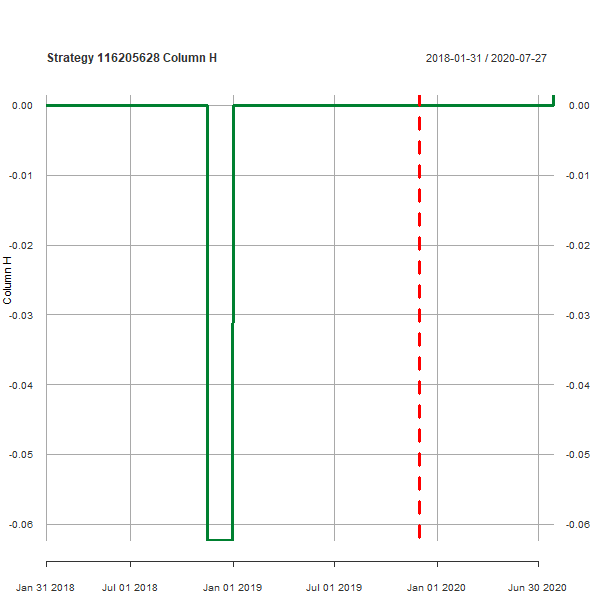 Strategy 116205628 Column H
2018-01-31 / 2020-07-27
Column H
0.00
-0.01
-0.02
-0.03
-0.04
-0.05
-0.06
0.00
-0.01
-0.02
-0.03
-0.04
-0.05
-0.06
Jan 31 2018
Jul 01 2018
Jan 01 2019
Jul 01 2019
Jan 01 2020
Jun 30 2020